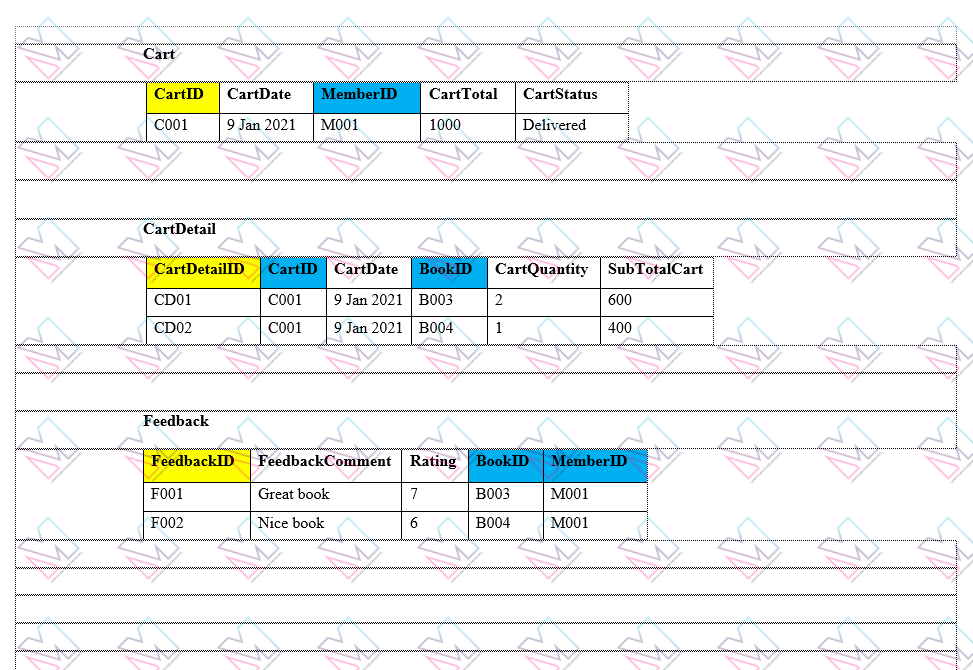 Cart
CartID CartDate MemberID CartTotal CartStatus
C001 9 Jan 2021 M001 1000 Delivered
CartDetail
CartDetailID CartID CartDate BookID CartQuantity SubTotalCart
CD01 C001 9 Jan 2021 B003 2 600
CD02 C001 9 Jan 2021 B004 1 400
Feedback
FeedbackID FeedbackComment Rating BookID MemberID
F001 Great book 7 B003 M001
F002 Nice book 6 B004 M001